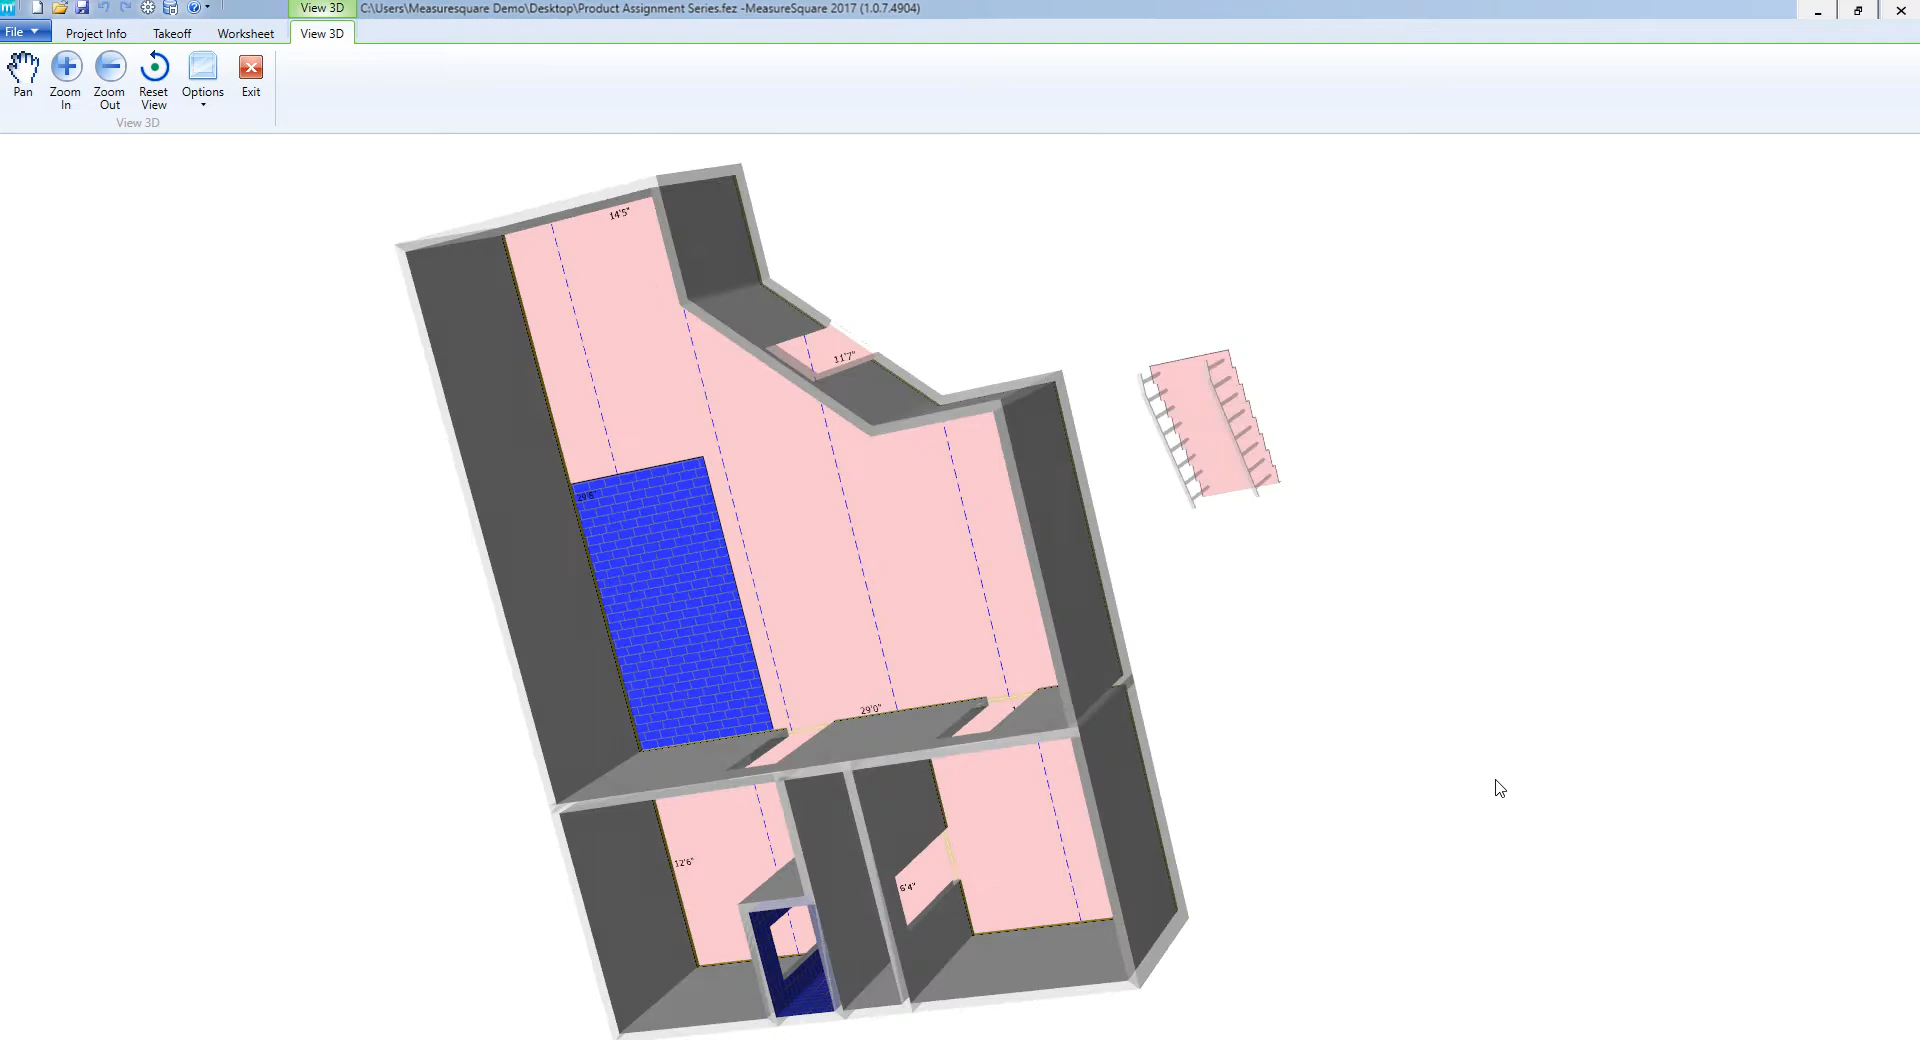 View 3D
C:\Users\Measuresquare Demo\Desktop\Product Assignment Series.fez -MeasureSquare 2017 (1.0.7.4904)
File Project Info Takeoff Worksheet View 3D
Pan Zoom In Zoom Out Reset View Options Exit
View 3D
14'5"
11'7"
29'6"
29'0"
12'6"
6'4"